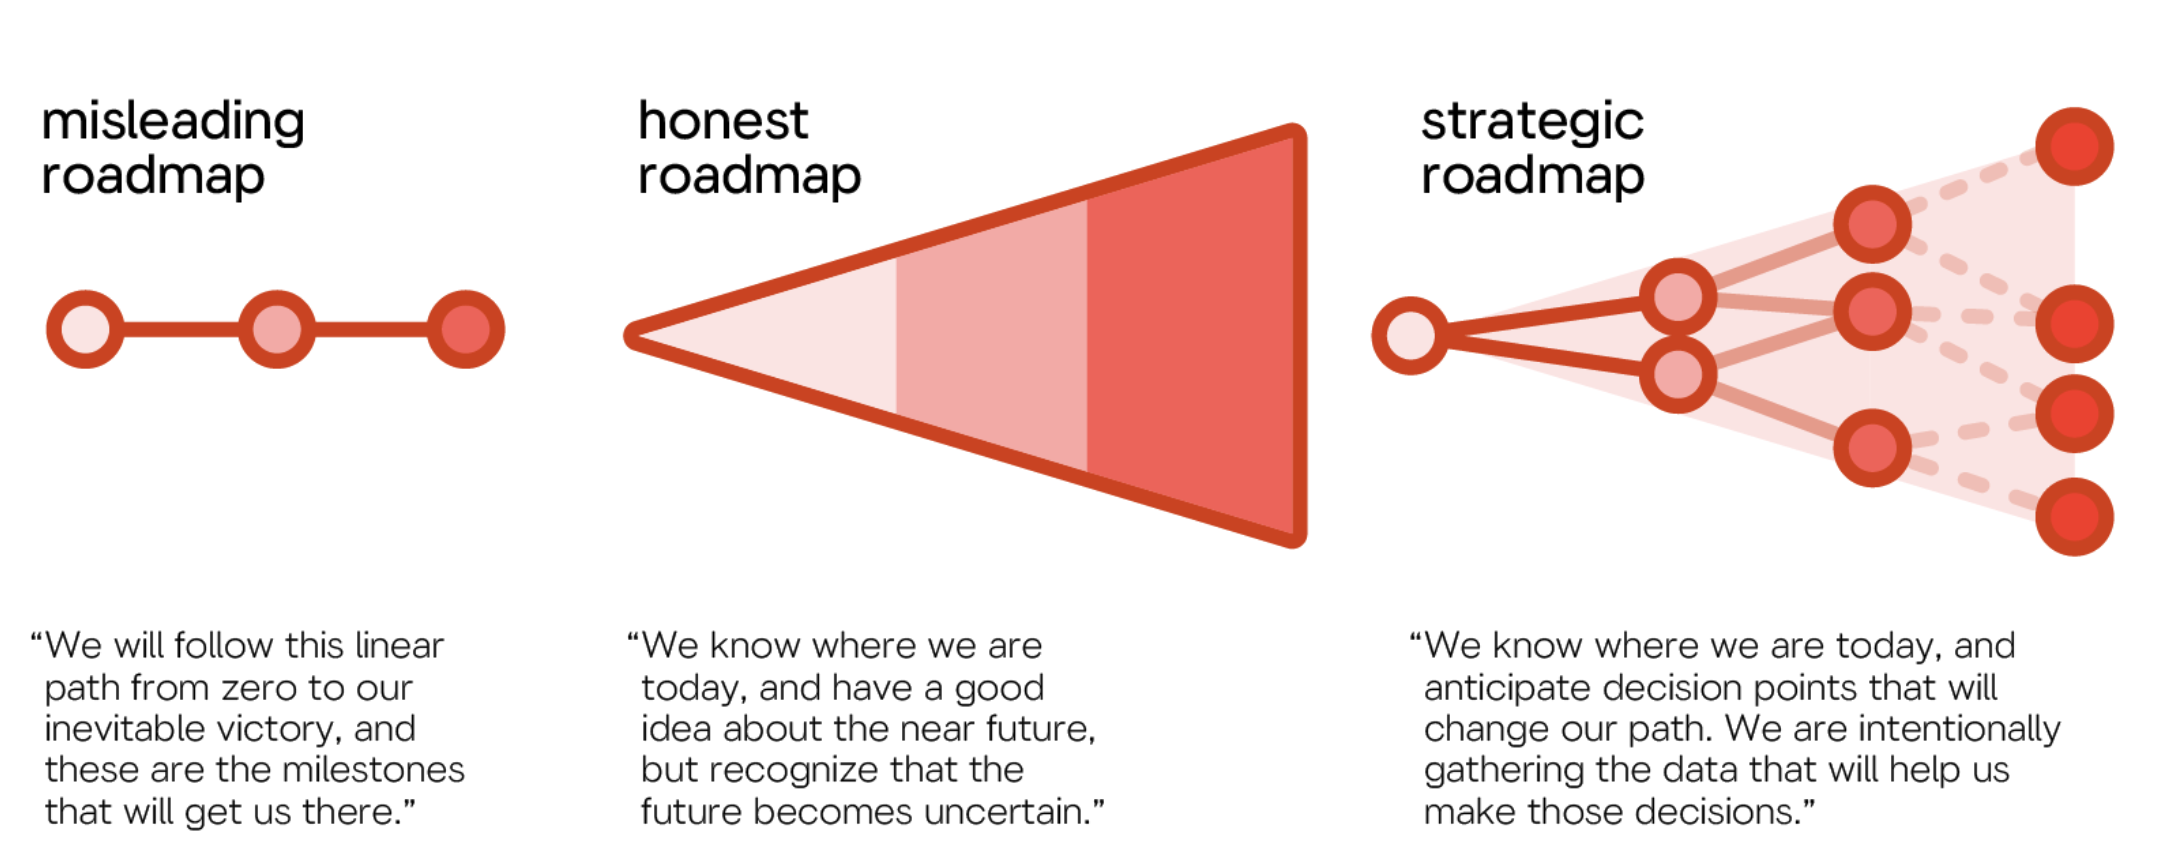 misleading
roadmap
“We will follow this linear
path from zero to our
inevitable victory, and
these are the milestones
that will get us there.”
honest
roadmap
“We know where we are
today, and have a good
idea about the near future,
but recognize that the
future becomes uncertain.”
strategic
roadmap
“We know where we are today, and
anticipate decision points that will
change our path. We are intentionally
gathering the data that will help us
make those decisions.”